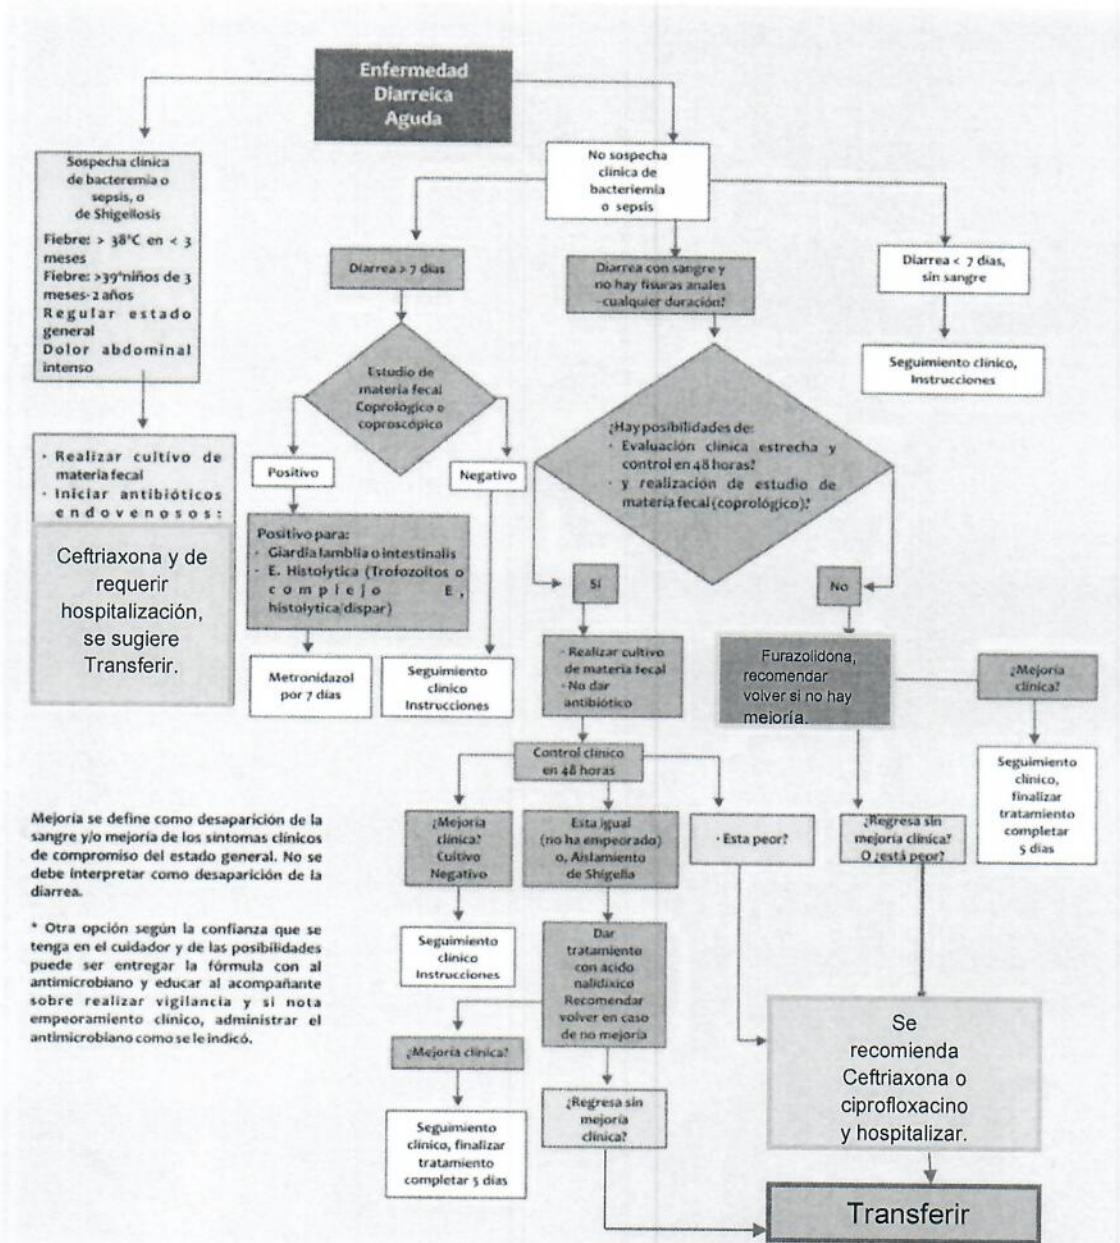 Enfermedad
Diarreica
Aguda
Sospecha clínica
de bacteremia o
sepsis, o
de Shigellosis
Fiebre: > 38°C en < 3
meses
Fiebre: >39°niños de 3
meses- 2 años
Regular estado
general
Dolor abdominal
intenso
No sospecha
clínica de
bacteriemia
o sepsis
Diarrea > 7 días
Diarrea con sangre y
no hay fisuras anales
-cualquier duración?
Diarrea < 7 días,
sin sangre
Seguimiento clínico,
Instrucciones
Estudio de
materia fecal
Coprológico o
coproscópico
¿Hay posibilidades de:
· Evaluación clínica estrecha y
control en 48 horas?
· y realización de estudio de
materia fecal (coprológico)?
· Realizar cultivo de
materia fecal
· Iniciar antibióticos
endovenosos:
Ceftriaxona y de
requerir
hospitalización,
se sugiere
Transferir.
Positivo
Negativo
Positivo para:
· Giardia lamblia o intestinalis
· E. Histolytica (Trofozoitos o
complejo E,
histolytica/dispar)
Metronidazol
por 7 días
Seguimiento
clínico
Instrucciones
Sí
No
· Realizar cultivo
de materia fecal
-No dar
antibiótico
Furazolidona,
recomendar
volver si no hay
mejoría.
¿Mejoría
clínica?
Seguimiento
clínico,
finalizar
tratamiento
completar
5 días
Control clínico
en 48 horas
¿Mejoría
clínica?
Cultivo
Negativo
Esta igual
(no ha empeorado)
o, Aislamiento
de Shigella
· Esta peor?
¿Regresa sin
mejoría clínica?
O ¿está peor?
Mejoría se define como desaparición de la
sangre y/o mejoría de los síntomas clínicos
de compromiso del estado general. No se
debe interpretar como desaparición de la
diarrea.
* Otra opción según la confianza que se
tenga en el cuidador y de las posibilidades
puede ser entregar la fórmula con al
antimicrobiano y educar al acompañante
sobre realizar vigilancia y si nota
empeoramiento clínico, administrar el
antimicrobiano como se le indicó.
Seguimiento
clínico
Instrucciones
Dar
tratamiento
con ácido
nalidíxico
Recomendar
volver en caso
de no mejoría
¿Mejoría clínica?
Seguimiento
clínico, finalizar
tratamiento
completar 5 días
¿Regresa sin
mejoría
clínica?
Se
recomienda
Ceftriaxona o
ciprofloxacino
y hospitalizar.
Transferir